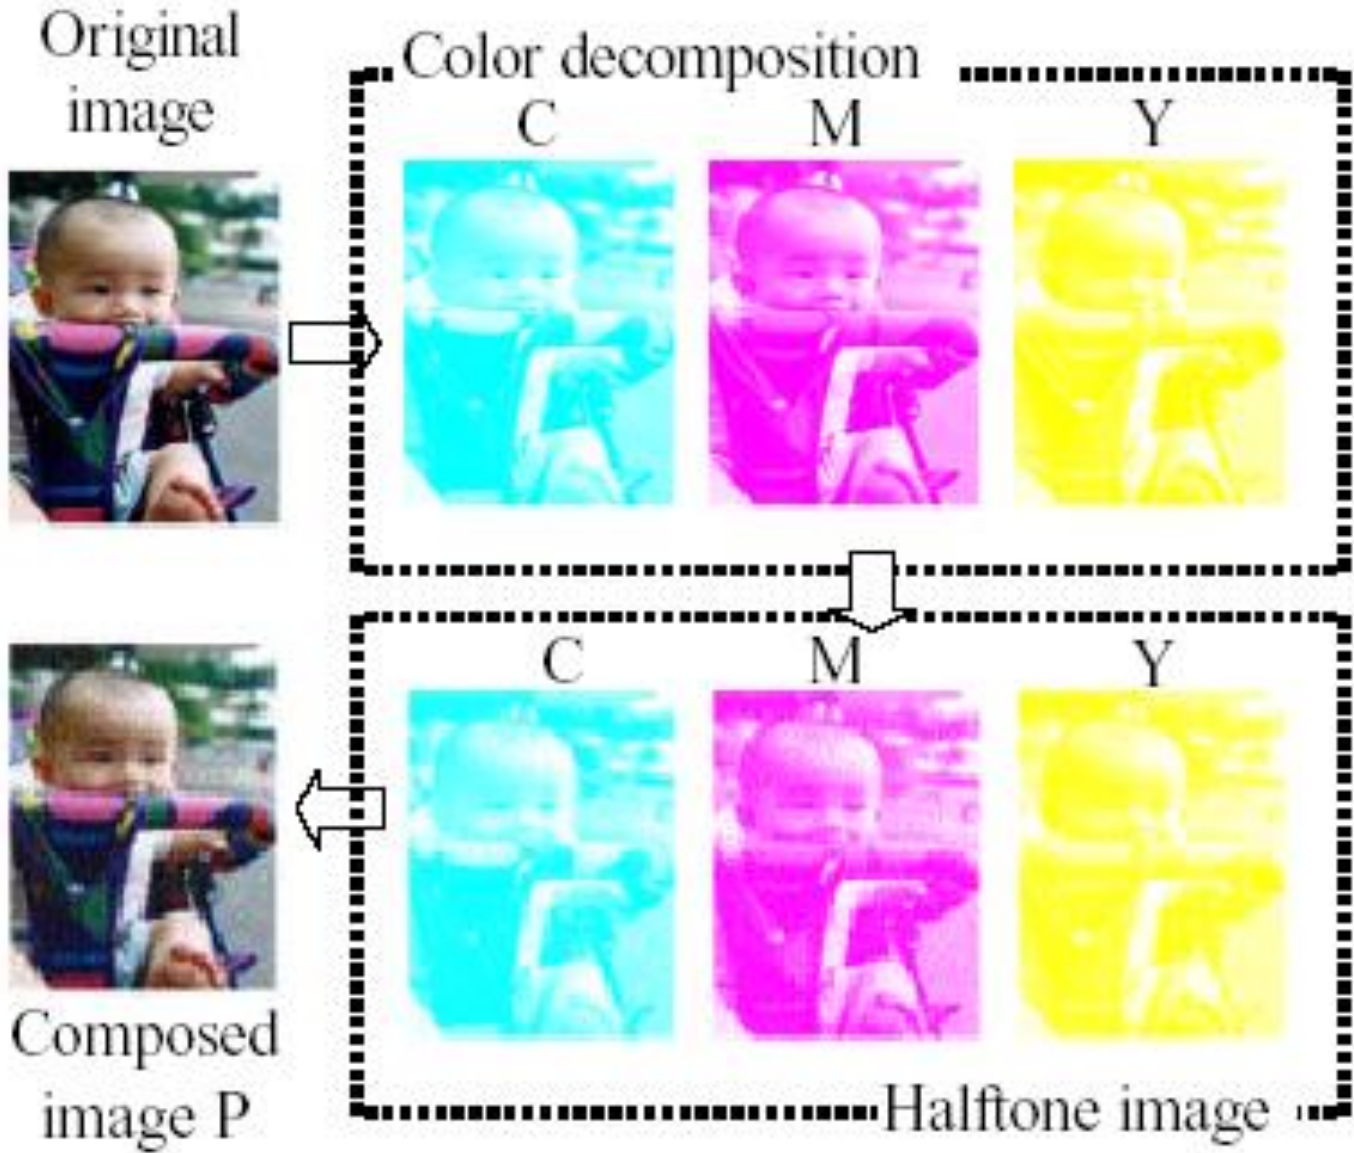 Original
image
Color decomposition
C M Y
C M Y
Composed
image P
Halftone image